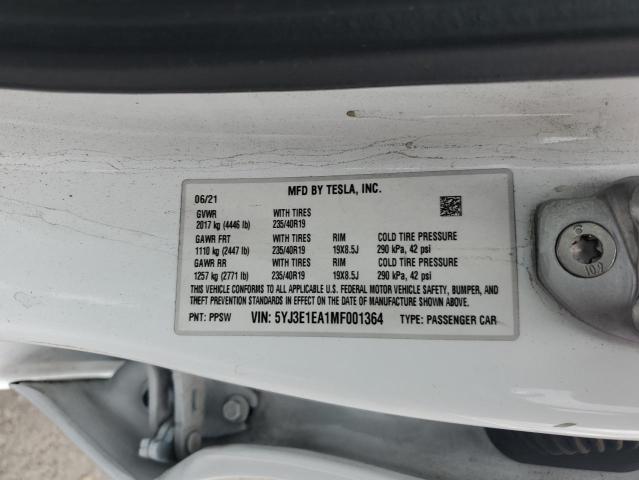 MFD BY TESLA, INC.
06/21
GVWR WITH TIRES
2017 kg (4446 lb) 235/40R19
GAWR FRT WITH TIRES RIM COLD TIRE PRESSURE
1110 kg (2447 lb) 235/40R19 19X8.5J 290 kPa, 42 psi
GAWR RR WITH TIRES RIM COLD TIRE PRESSURE
1257 kg (2771 lb) 235/40R19 19X8.5J 290 kPa, 42 psi
THIS VEHICLE CONFORMS TO ALL APPLICABLE U.S. FEDERAL MOTOR VEHICLE SAFETY, BUMPER, AND
THEFT PREVENTION STANDARDS IN EFFECT ON THE DATE OF MANUFACTURE SHOWN ABOVE.
PNT: PPSW VIN: 5YJ3E1EA1MF001364 TYPE: PASSENGER CAR
10.9